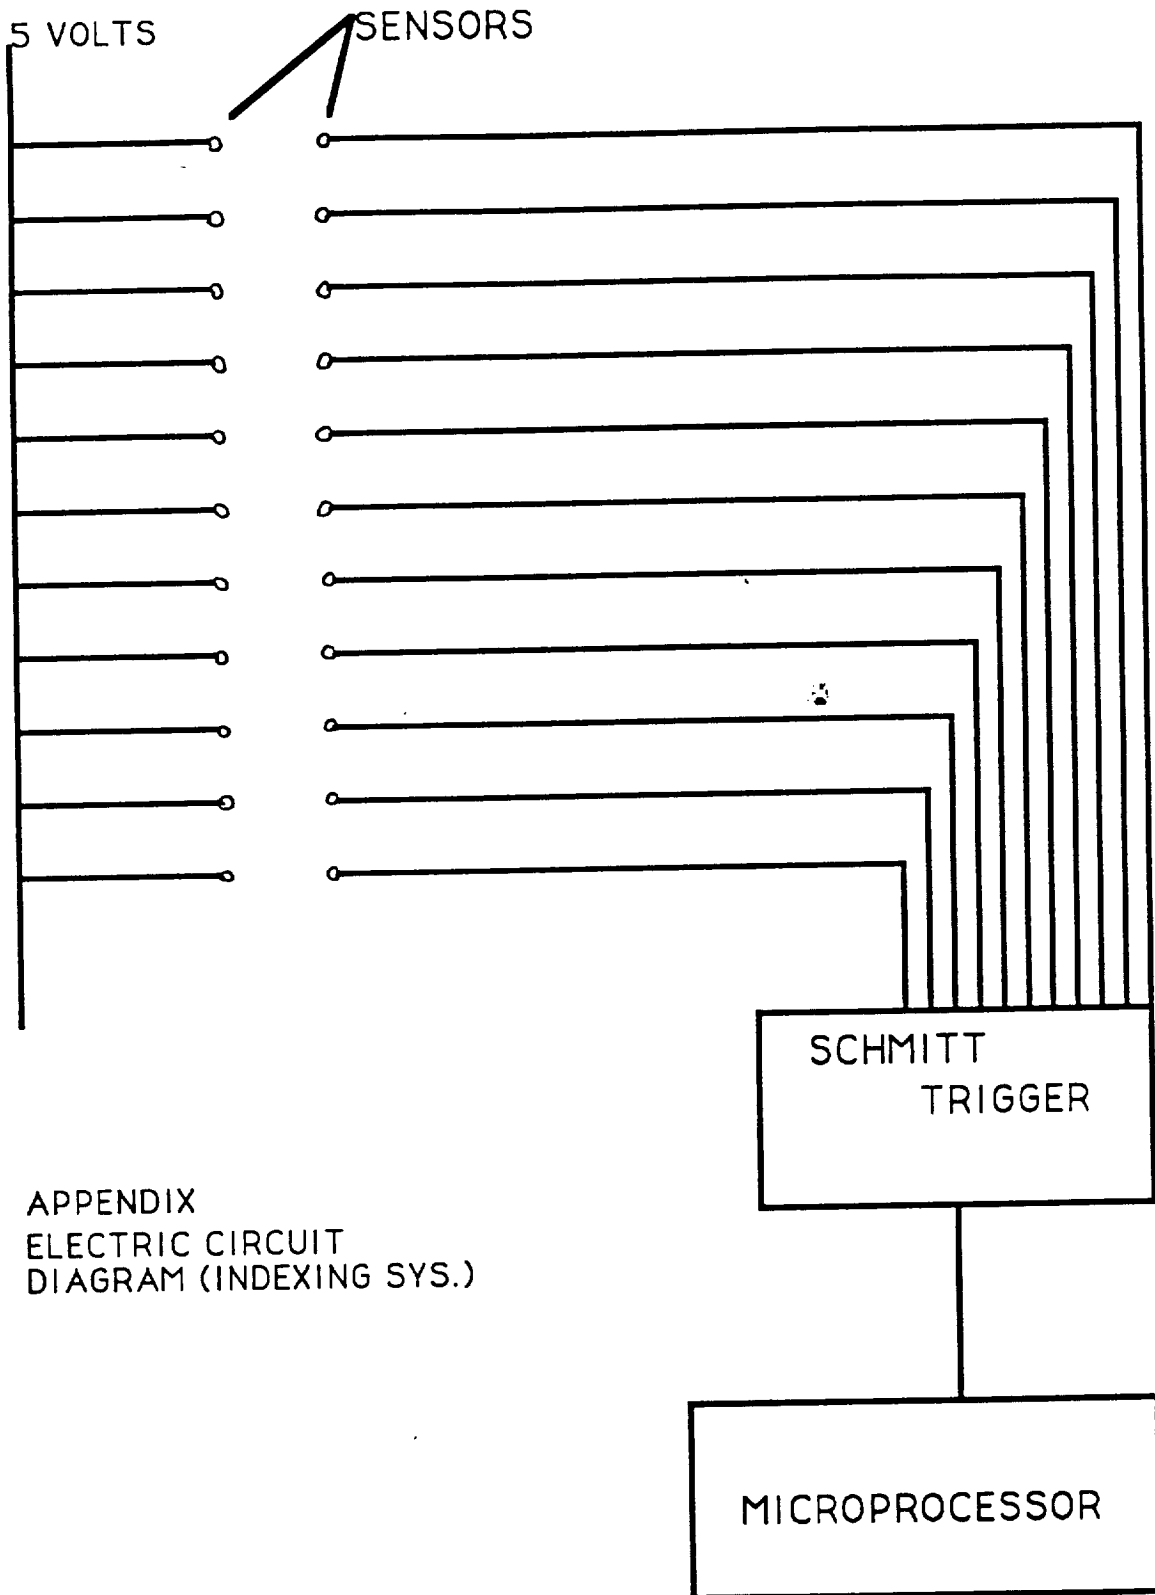 5 VOLTS
SENSORS
SCHMITT
TRIGGER
APPENDIX
ELECTRIC CIRCUIT
DIAGRAM (INDEXING SYS.)
MICROPROCESSOR